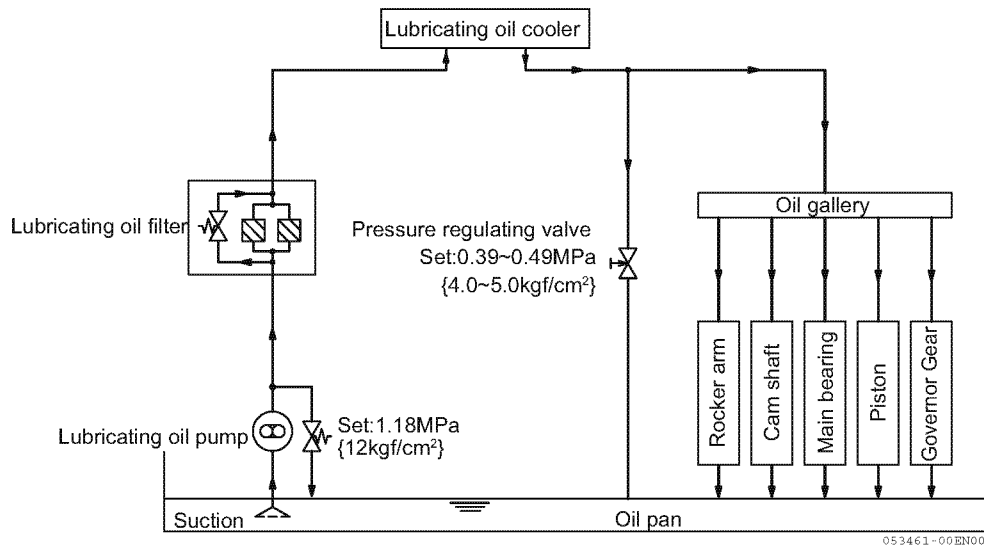 Lubricating oil cooler
Lubricating oil filter
Pressure regulating valve
Set:0.39~0.49MPa
{4.0~5.0kgf/cm²}
Oil gallery
Rocker arm
Cam shaft
Main bearing
Piston
Governor Gear
Lubricating oil pump
Set:1.18MPa
{12kgf/cm²}
Suction
Oil pan
053461-00EN00